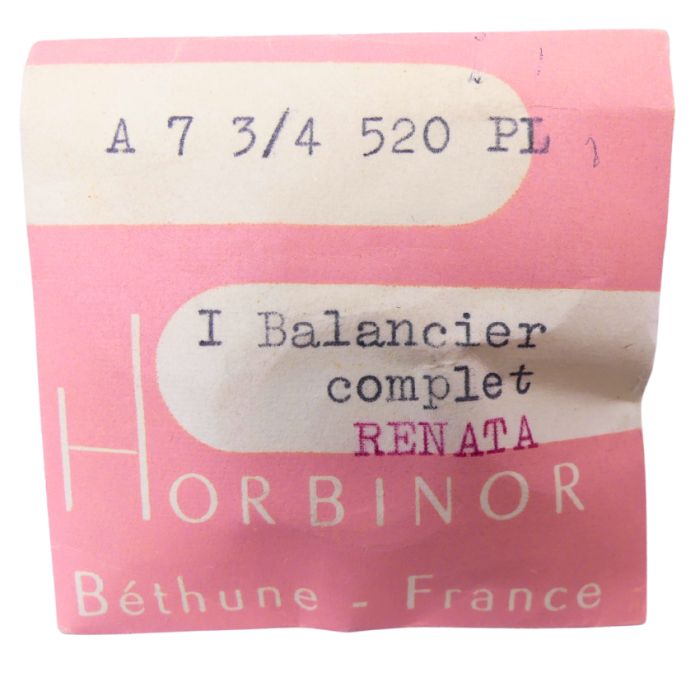 A 7 3/4 520 PL
I Balancier
complet
RENATA
HORBINOR
Béthune - France